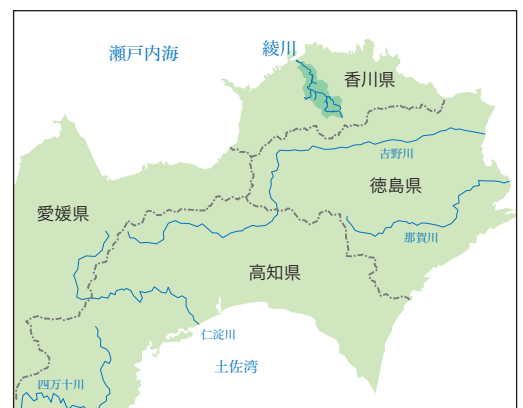 瀬戸内海
綾川
香川県
吉野川
徳島県
愛媛県
那賀川
高知県
仁淀川
土佐湾
四万十川